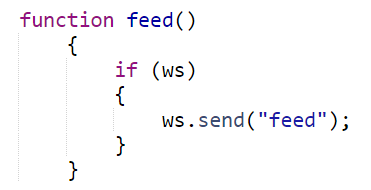 function feed()
    {
        if (ws)
        {
            ws.send("feed");
        }
    }